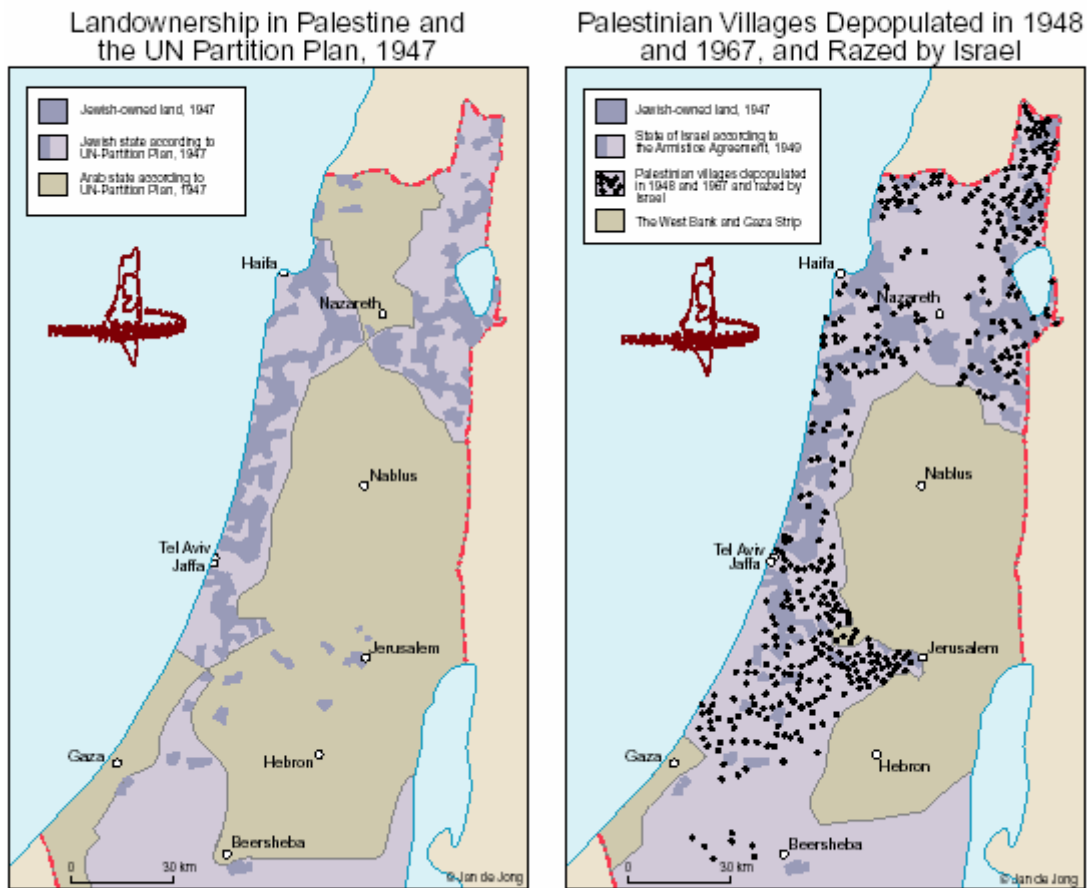 Landownership in Palestine and
the UN Partition Plan, 1947
Jewish-owned land, 1947
Jewish state according to
UN-Partition Plan, 1947
Arab state according to
UN-Partition Plan, 1947
Haifa
Nazareth
Nablus
Tel Aviv
Jaffa
Jerusalem
Gaza
Hebron
Beersheba
0 30 km
© Jan de Jong
Palestinian Villages Depopulated in 1948
and 1967, and Razed by Israel
Jewish-owned land, 1947
State of Israel according to
the Armistice Agreement, 1949
Palestinian villages depopulated
in 1948 and 1967 and razed by
Israel
The West Bank and Gaza Strip
Haifa
Nazareth
Nablus
Tel Aviv
Jaffa
Jerusalem
Gaza
Hebron
Beersheba
0 30 km
© Jan de Jong